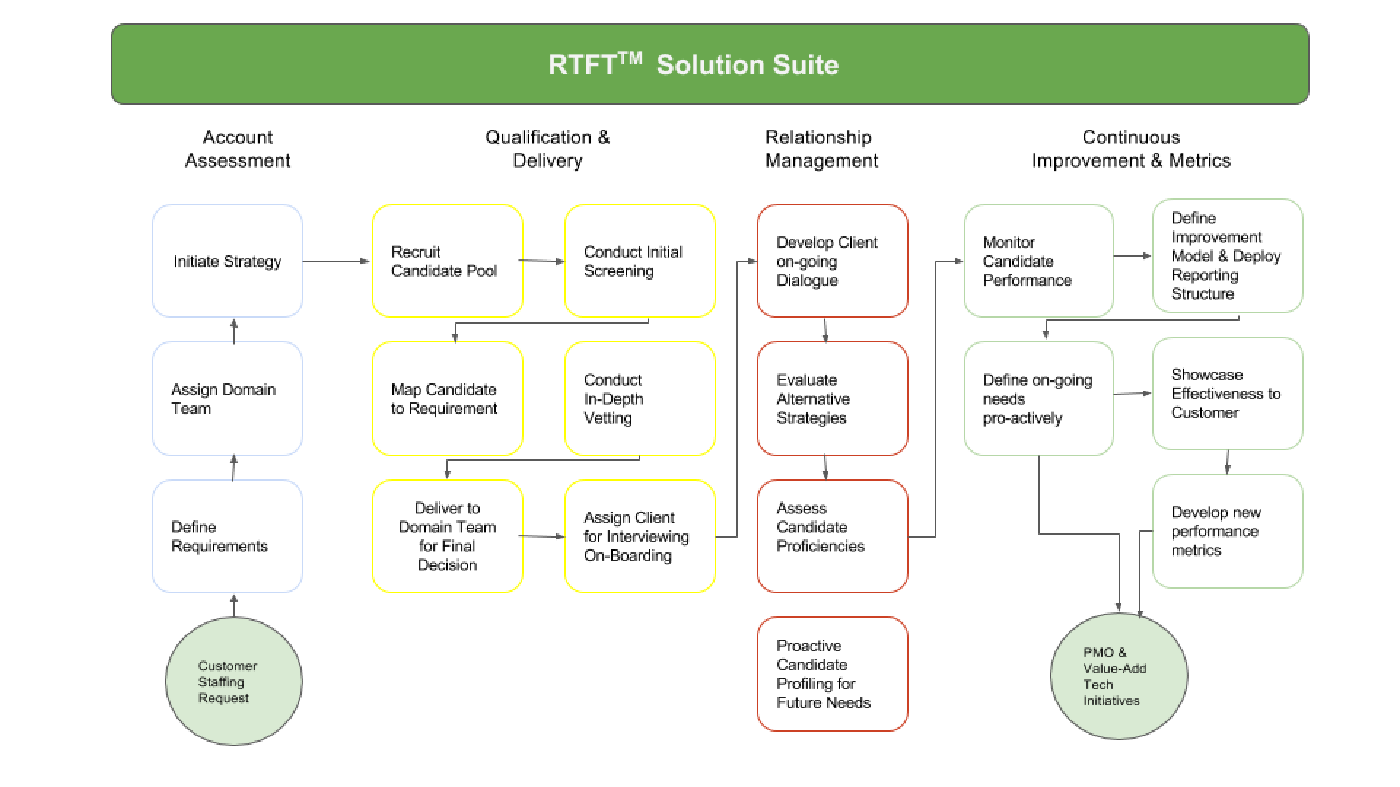 RTFT™ Solution Suite
Account
Assessment
Qualification &
Delivery
Relationship
Management
Continuous
Improvement & Metrics
Initiate Strategy
Assign Domain
Team
Define
Requirements
Customer
Staffing
Request
Recruit
Candidate Pool
Conduct Initial
Screening
Map Candidate
to Requirement
Conduct
In-Depth
Vetting
Deliver to
Domain Team
for Final
Decision
Assign Client
for Interviewing
On-Boarding
Develop Client
on-going
Dialogue
Evaluate
Alternative
Strategies
Assess
Candidate
Proficiencies
Proactive
Candidate
Profiling for
Future Needs
Monitor
Candidate
Performance
Define
Improvement
Model & Deploy
Reporting
Structure
Define on-going
needs
pro-actively
Showcase
Effectiveness to
Customer
Develop new
performance
metrics
PMO &
Value-Add
Tech
Initiatives